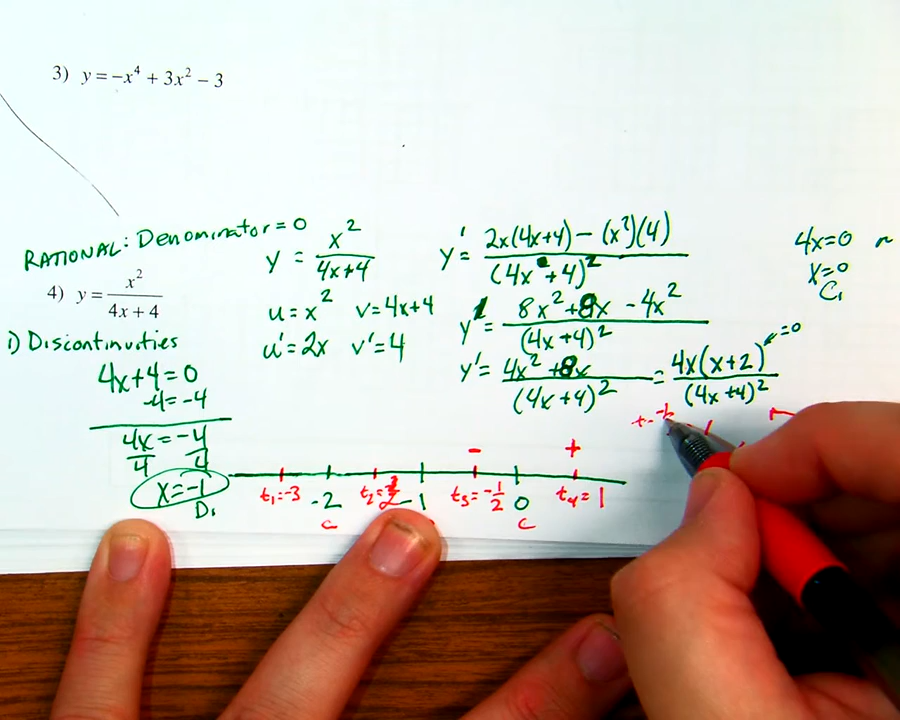 3) y = −x⁴ + 3x² − 3
RATIONAL: Denominator = 0
4) y = x² / (4x + 4)
1) Discontinuities
4x+4=0
-4=-4
4x/4 = -4/4
x=-1
D₁
y = x² / (4x+4)
u=x² v=4x+4
u'=2x v'=4
y' = (2x(4x+4) − (x²)(4)) / (4x+4)²
y' = (8x²+8x −4x²) / (4x+4)²
y' = (4x²+8x) / (4x+4)² = 4x(x+2) / (4x+4)² =0
4x=0
x=0
C₁
- +
t₁=-3 -2 t₂= -1 t₃=-1/2 0 t₄=1
C C